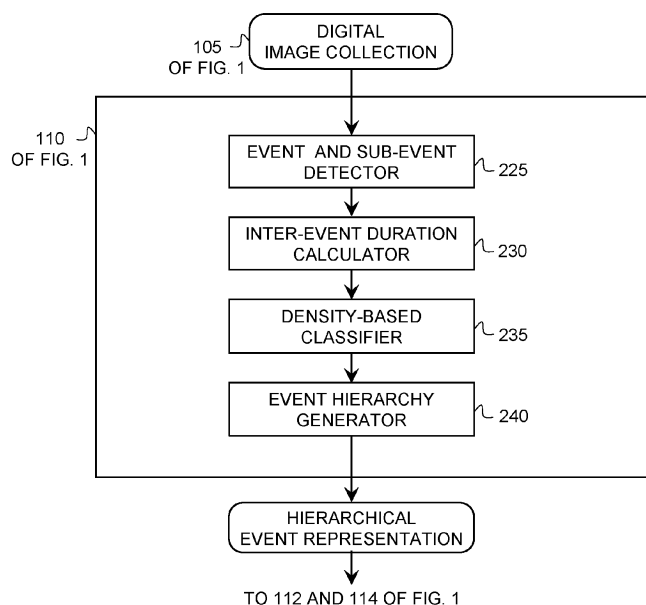 DIGITAL
IMAGE COLLECTION
105
OF FIG. 1
110
OF FIG. 1
EVENT AND SUB-EVENT
DETECTOR
225
INTER-EVENT DURATION
CALCULATOR
230
DENSITY-BASED
CLASSIFIER
235
EVENT HIERARCHY
GENERATOR
240
HIERARCHICAL
EVENT REPRESENTATION
TO 112 AND 114 OF FIG. 1